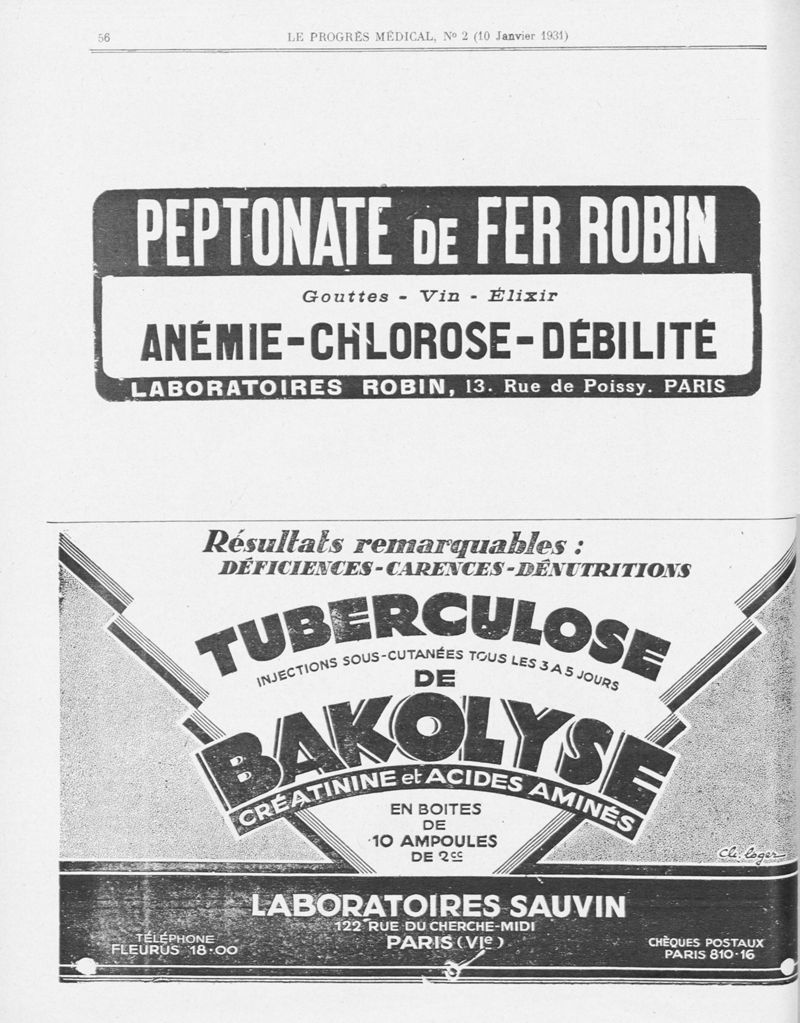 56
LE PROGRÈS MÉDICAL, Nº 2 (10 Janvier 1931)
PEPTONATE DE FER ROBIN
Gouttes - Vin - Élixir
ANÉMIE-CHLOROSE-DÉBILITÉ
LABORATOIRES ROBIN, 13. Rue de Poissy. PARIS
Résultats remarquables :
DÉFICIENCES-CARENCES-DÉNUTRITIONS
TUBERCULOSE
INJECTIONS SOUS-CUTANÉES TOUS LES 3 A 5 JOURS
DE
BAKOLYSE
CRÉATININE et ACIDES AMINÉS
EN BOITES
DE
10 AMPOULES
DE 2cc
Ch. Loger
LABORATOIRES SAUVIN
122 RUE DU CHERCHE-MIDI
PARIS (VIe)
TÉLÉPHONE
FLEURUS 18·00
CHÈQUES POSTAUX
PARIS 810·16